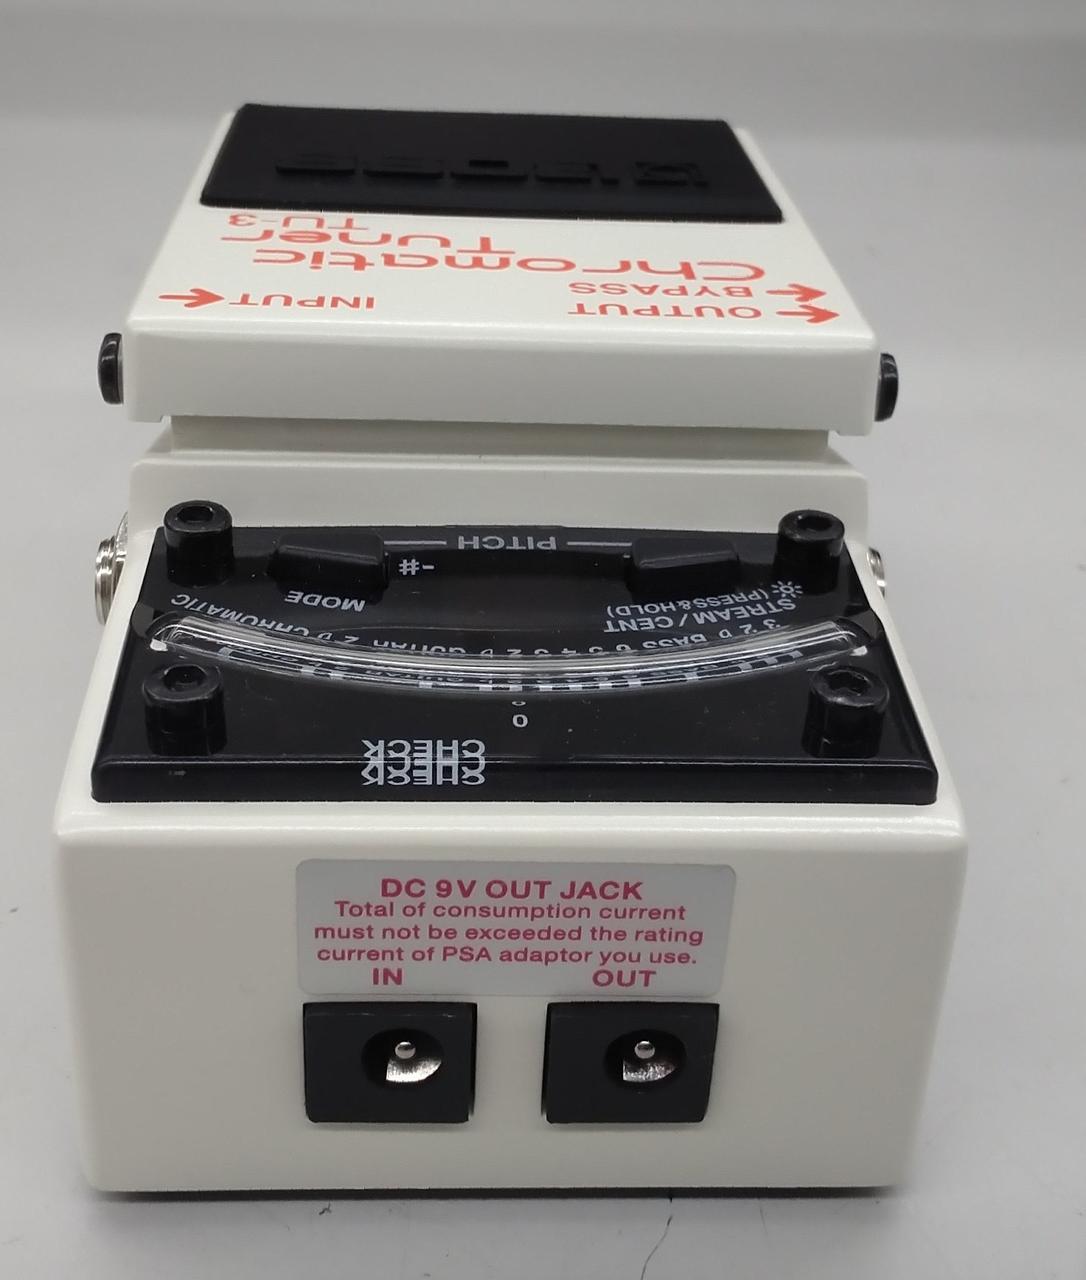 BOSS
TU-3
Tuner
Chromatic
INPUT
BYPASS
OUTPUT
PITCH
-#
MODE
STREAM / CENT
(PRESS & HOLD)
CHROMATIC
GUITAR
BASS
0
CHECK
DC 9V OUT JACK
Total of consumption current
must not be exceeded the rating
current of PSA adaptor you use.
IN OUT